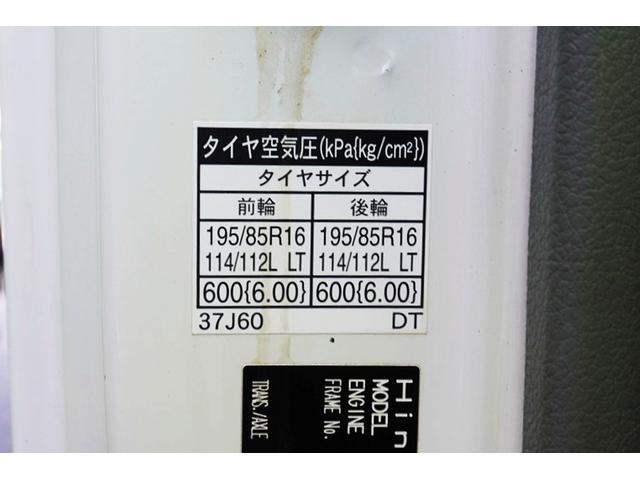 タイヤ空気圧(kPa{kg/cm²})
タイヤサイズ
前輪 後輪
195/85R16 195/85R16
114/112L LT 114/112L LT
600{6.00} 600{6.00}
37J60 DT
Hin
MODEL
ENGINE
FRAME No.
TRANS./AXLE